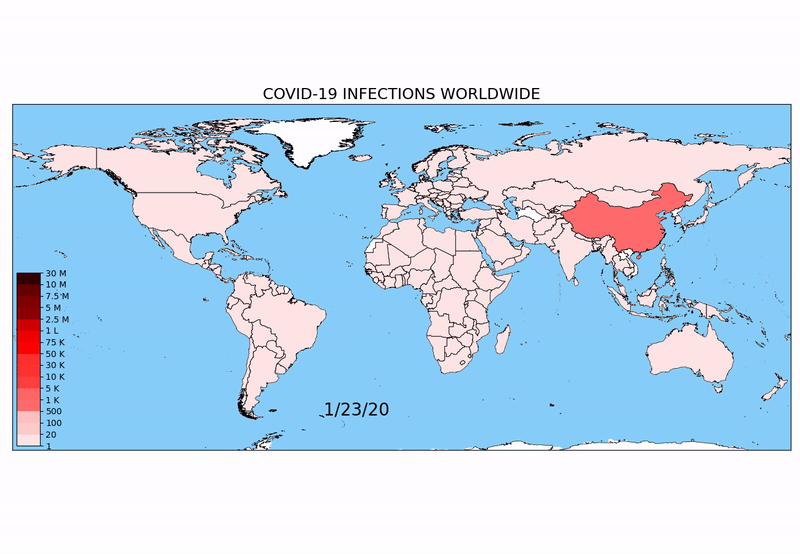 COVID-19 INFECTIONS WORLDWIDE
30 M
10 M
7.5 M
5 M
2.5 M
1 L
75 K
50 K
30 K
10 K
5 K
1 K
500
100
20
1
1/23/20